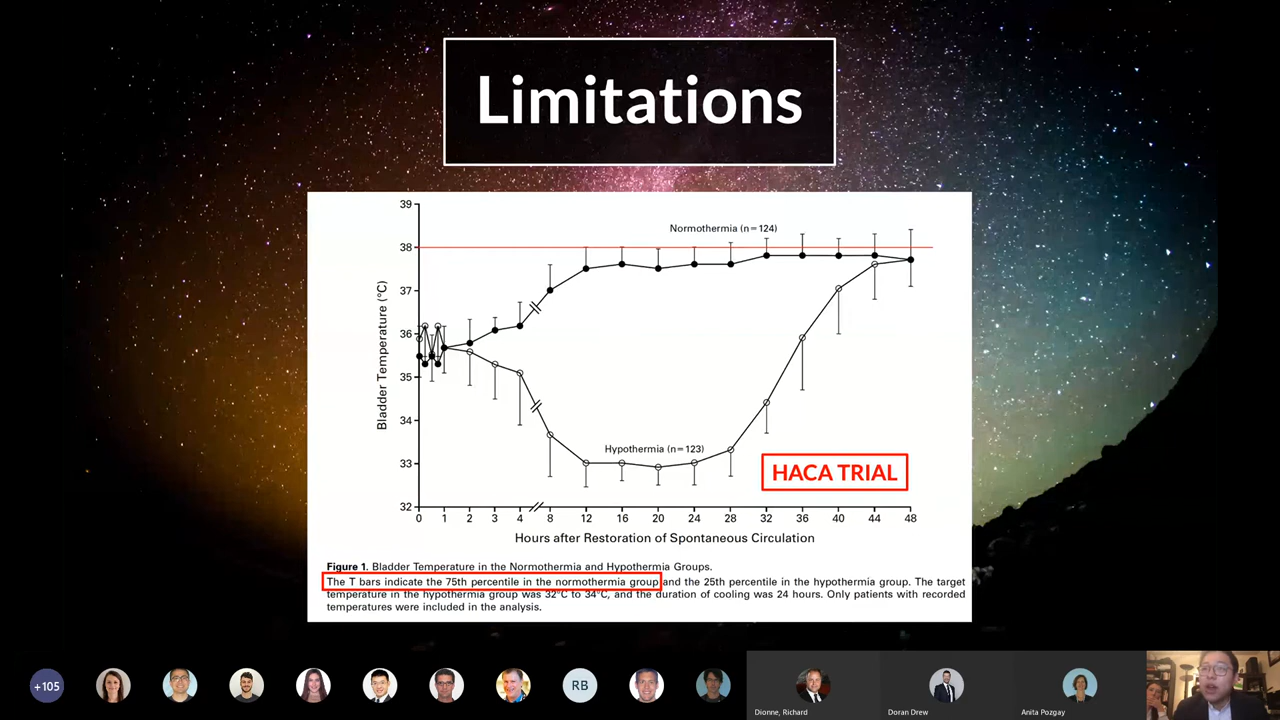 Limitations
39
38
37
36
35
34
33
32
Bladder Temperature (°C)
Normothermia (n=124)
Hypothermia (n=123)
HACA TRIAL
0 1 2 3 4 8 12 16 20 24 28 32 36 40 44 48
Hours after Restoration of Spontaneous Circulation
Figure 1. Bladder Temperature in the Normothermia and Hypothermia Groups.
The T bars indicate the 75th percentile in the normothermia group and the 25th percentile in the hypothermia group. The target
temperature in the hypothermia group was 32°C to 34°C, and the duration of cooling was 24 hours. Only patients with recorded
temperatures were included in the analysis.
+105
RB
Dionne, Richard
Doran Drew
Anita Pozgay